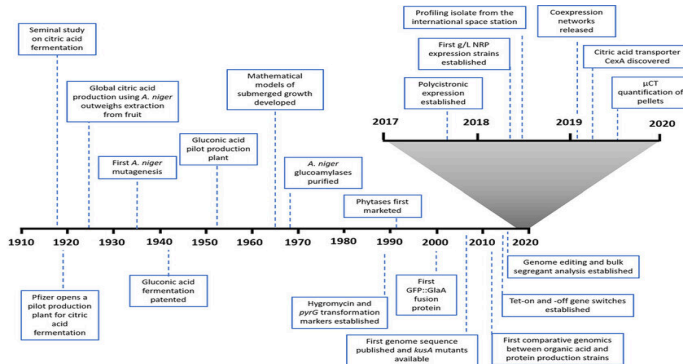 Seminal study
on citric acid
fermentation
Global citric acid
production using A. niger
outweighs extraction
from fruit
First A. niger
mutagenesis
Gluconic acid
pilot production
plant
Mathematical
models of
submerged growth
developed
A. niger
glucoamylases
purified
Phytases first
marketed
Profiling isolate from the
international space station
First g/L NRP
expression strains
established
Polycistronic
expression
established
Coexpression
networks
released
Citric acid transporter
CexA discovered
μCT
quantification of
pellets
2017 2018 2019 2020
1910 1920 1930 1940 1950 1960 1970 1980 1990 2000 2010 2020
Pfizer opens a
pilot production
plant for citric
acid
fermentation
Gluconic acid
fermentation
patented
Hygromycin and
pyrG transformation
markers established
First
GFP::GlaA
fusion
protein
First genome sequence
published and kusA mutants
available
Genome editing and bulk
segregant analysis established
Tet-on and -off gene switches
established
First comparative genomics
between organic acid and
protein production strains